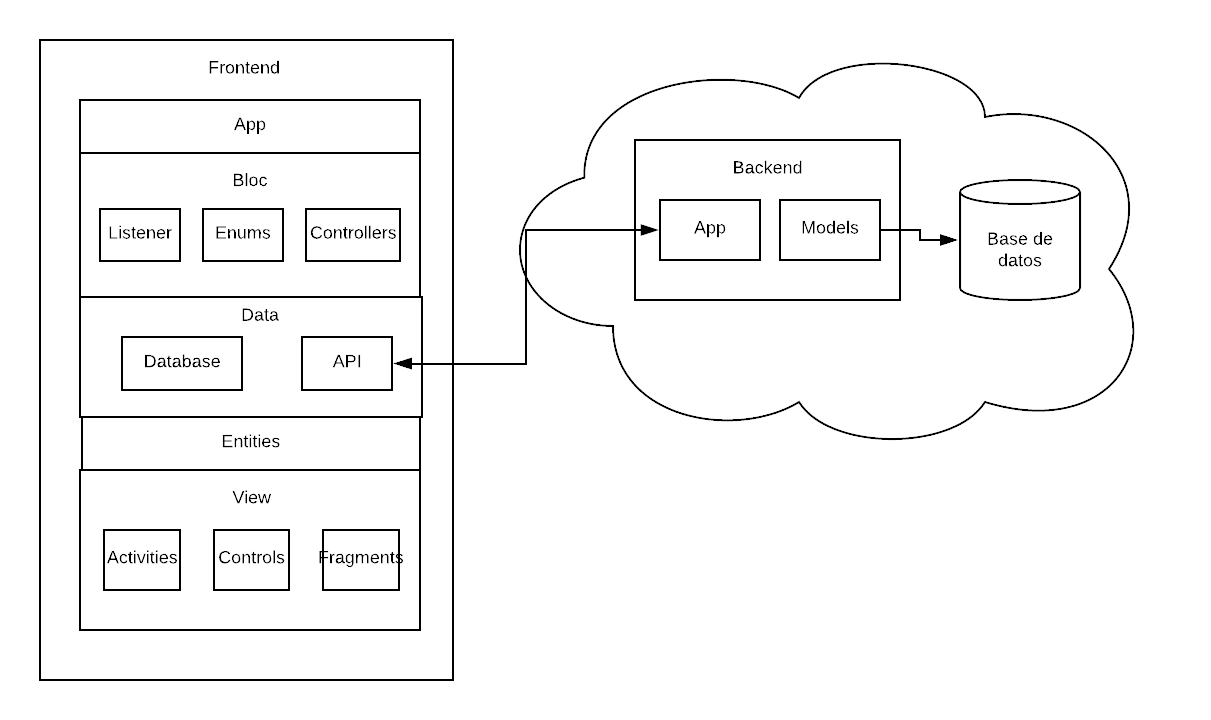 Frontend
App
Bloc
Listener
Enums
Controllers
Data
Database
API
Entities
View
Activities
Controls
Fragments
Backend
App
Models
Base de
datos